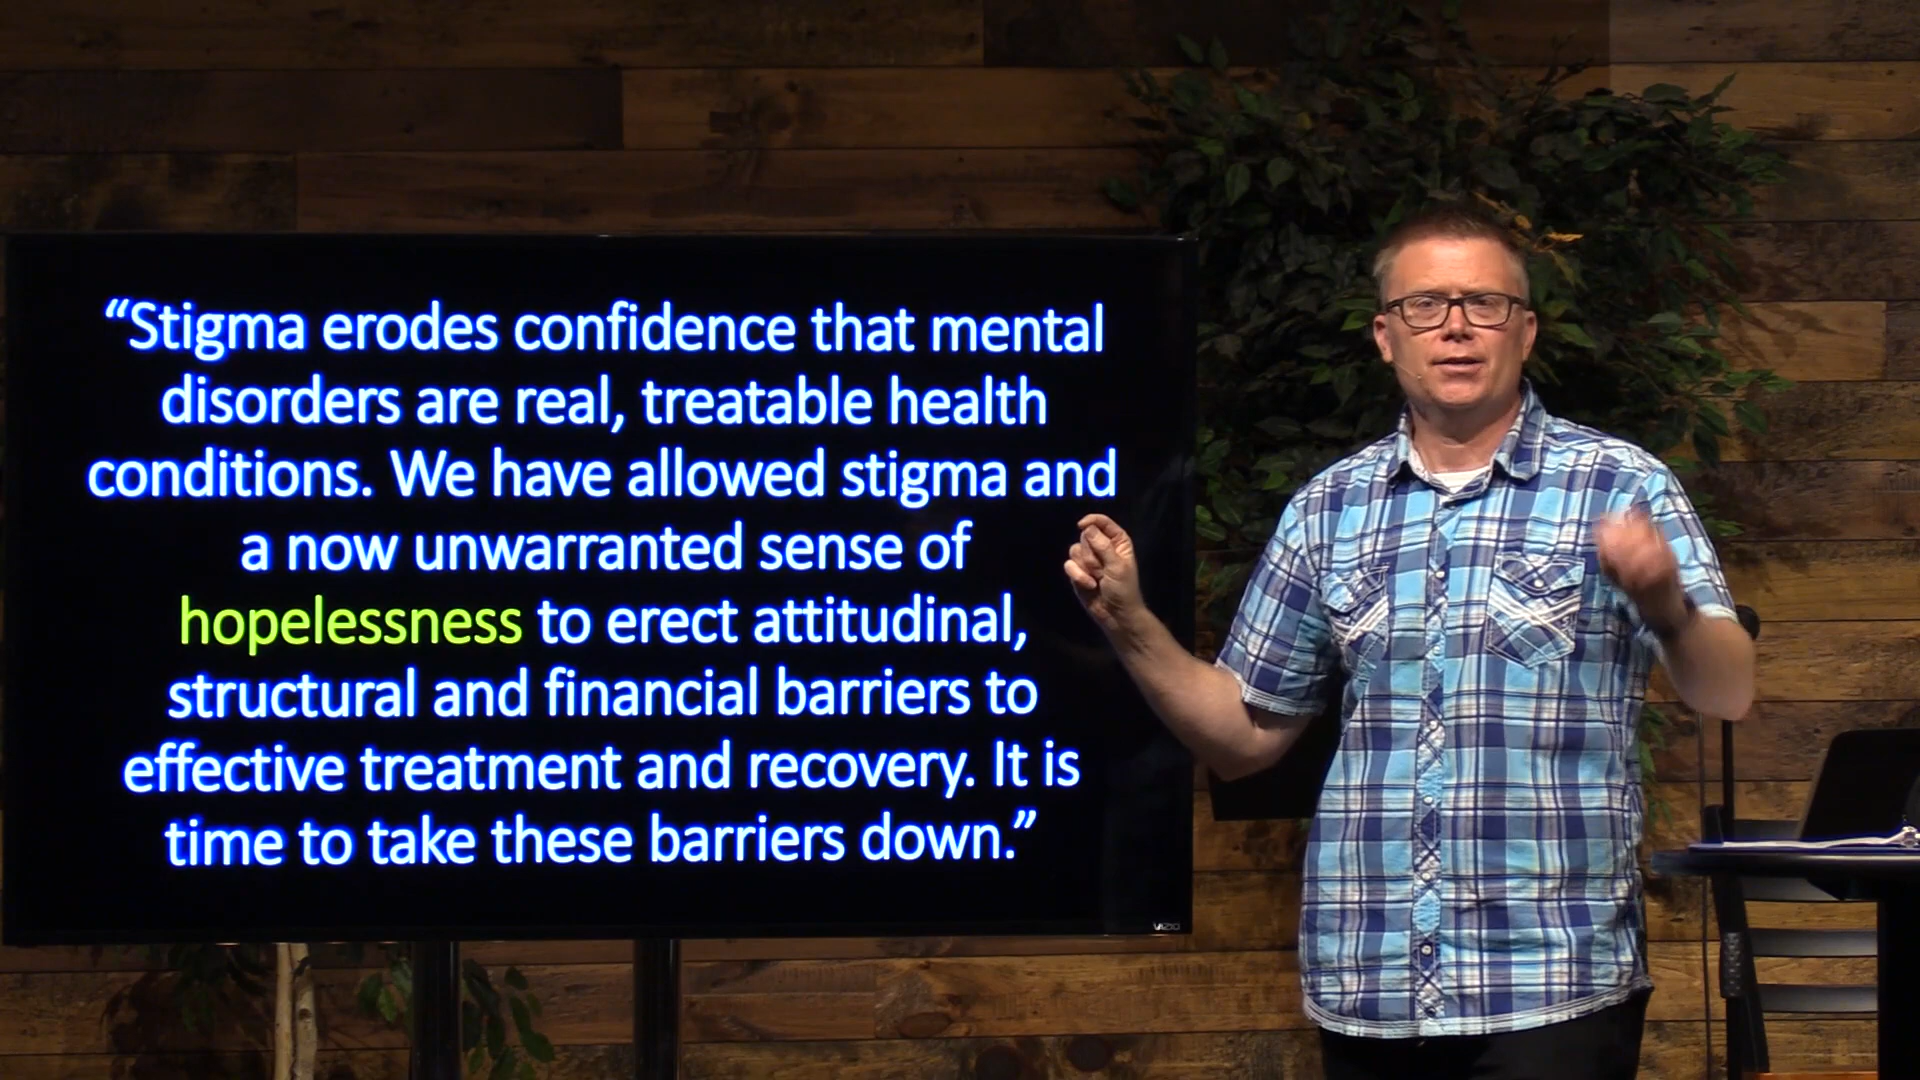 “Stigma erodes confidence that mental
disorders are real, treatable health
conditions. We have allowed stigma and
a now unwarranted sense of
hopelessness to erect attitudinal,
structural and financial barriers to
effective treatment and recovery. It is
time to take these barriers down.”
VIZIO